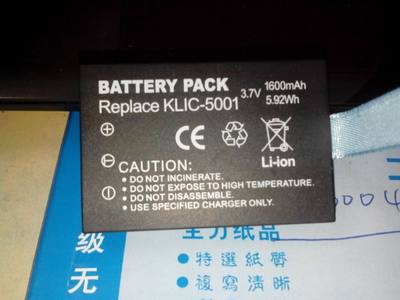 BATTERY PACK
Replace KLIC-5001
3.7V
1600mAh
5.92Wh
Li-ion
CAUTION:
DO NOT INCINERATE.
DO NOT EXPOSE TO HIGH TEMPERATURE.
DO NOT DISASSEMBLE.
USE SPECIFIED CHARGER ONLY
级
无
全力纸品
特選紙質
複寫清晰